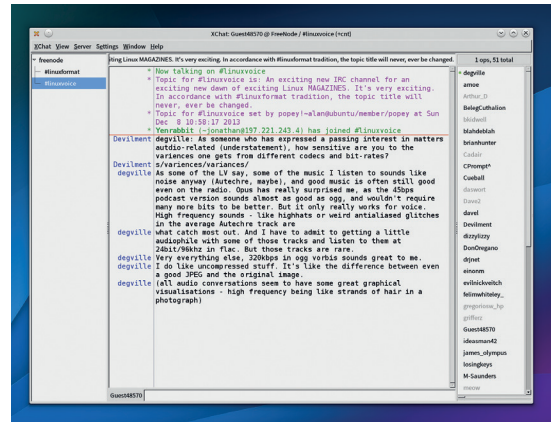 XChat: Guest48570 @ FreeNode / #linuxvoice (+cnt)
XChat View Server Settings Window Help
freenode
#linuxformat
#linuxvoice
iting Linux MAGAZINES. It's very exciting. In accordance with #linuxformat tradition, the topic title will never, ever be changed.
1 ops, 51 total
* Now talking on #linuxvoice
* Topic for #linuxvoice is: An exciting new IRC channel for an
exciting new dawn of exciting Linux MAGAZINES. It's very exciting.
In accordance with #linuxformat tradition, the topic title will
never, ever be changed.
* Topic for #linuxvoice set by popey!~alan@ubuntu/member/popey at Sun
Dec 8 10:58:17 2013
* Yenrabbit (~jonathan@197.221.243.4) has joined #linuxvoice
Devilment degville: As someone who has expressed a passing interest in matters
autdio-related (understatement), how sensitive are you to the
variences one gets from different codecs and bit-rates?
Devilment s/variences/variances/
degville As some of the LV say, some of the music I listen to sounds like
noise anyway (Autechre, maybe), and good music is often still good
even on the radio. Opus has really surprised me, as the 45bps
podcast version sounds almost as good as ogg, and wouldn't require
many more bits to be better. But it only really works for voice.
High frequency sounds - like highhats or weird antialiased glitches
in the average Autechre track are
degville what catch most out. And I have to admit to getting a little
audiophile with some of those tracks and listen to them at
24bit/96khz in flac. But those tracks are rare.
degville Very everything else, 320kbps in ogg vorbis sounds great to me.
degville I do like uncompressed stuff. It's like the difference between even
a good JPEG and the original image.
degville (all audio conversations seem to have some great graphical
visualisations - high frequency being like strands of hair in a
photograph)
degville
amoe
Arthur_D
BelegCuthalion
bkidwell
blahdeblah
brianhunter
Cadair
CPrompt^
Cueball
daswort
Dave2
davel
Devilment
dizzylizzy
DonOregano
drjnet
einonm
evilnickveitch
felimwhiteley_
gregoriosw_hp
griffinz
Guest48570
ideasman42
james_olympus
losingkeys
M-Saunders
meow
Guest48570